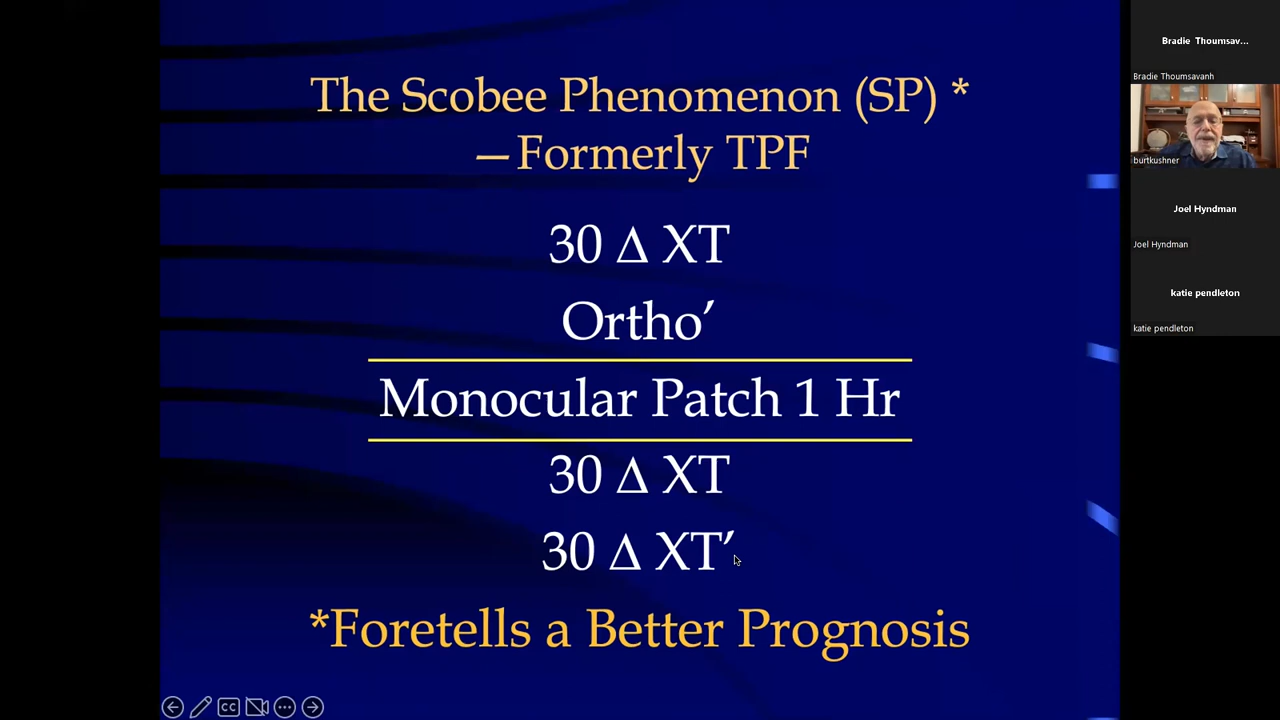 The Scobee Phenomenon (SP) *
—Formerly TPF
30 Δ XT
Ortho′
Monocular Patch 1 Hr
30 Δ XT
30 Δ XT′
*Foretells a Better Prognosis
Bradie Thoumsav...
Bradie Thoumsavanh
burtkushner
Joel Hyndman
Joel Hyndman
katie pendleton
katie pendleton
CC